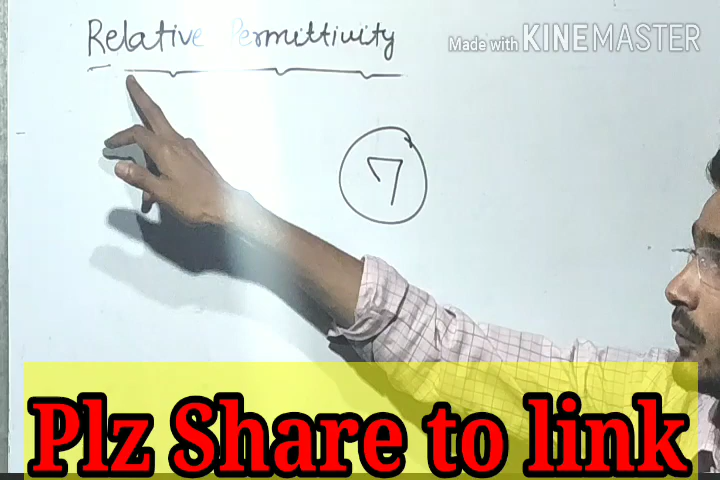 Relative Permittivity
Made with KINEMASTER
7
Plz Share to link